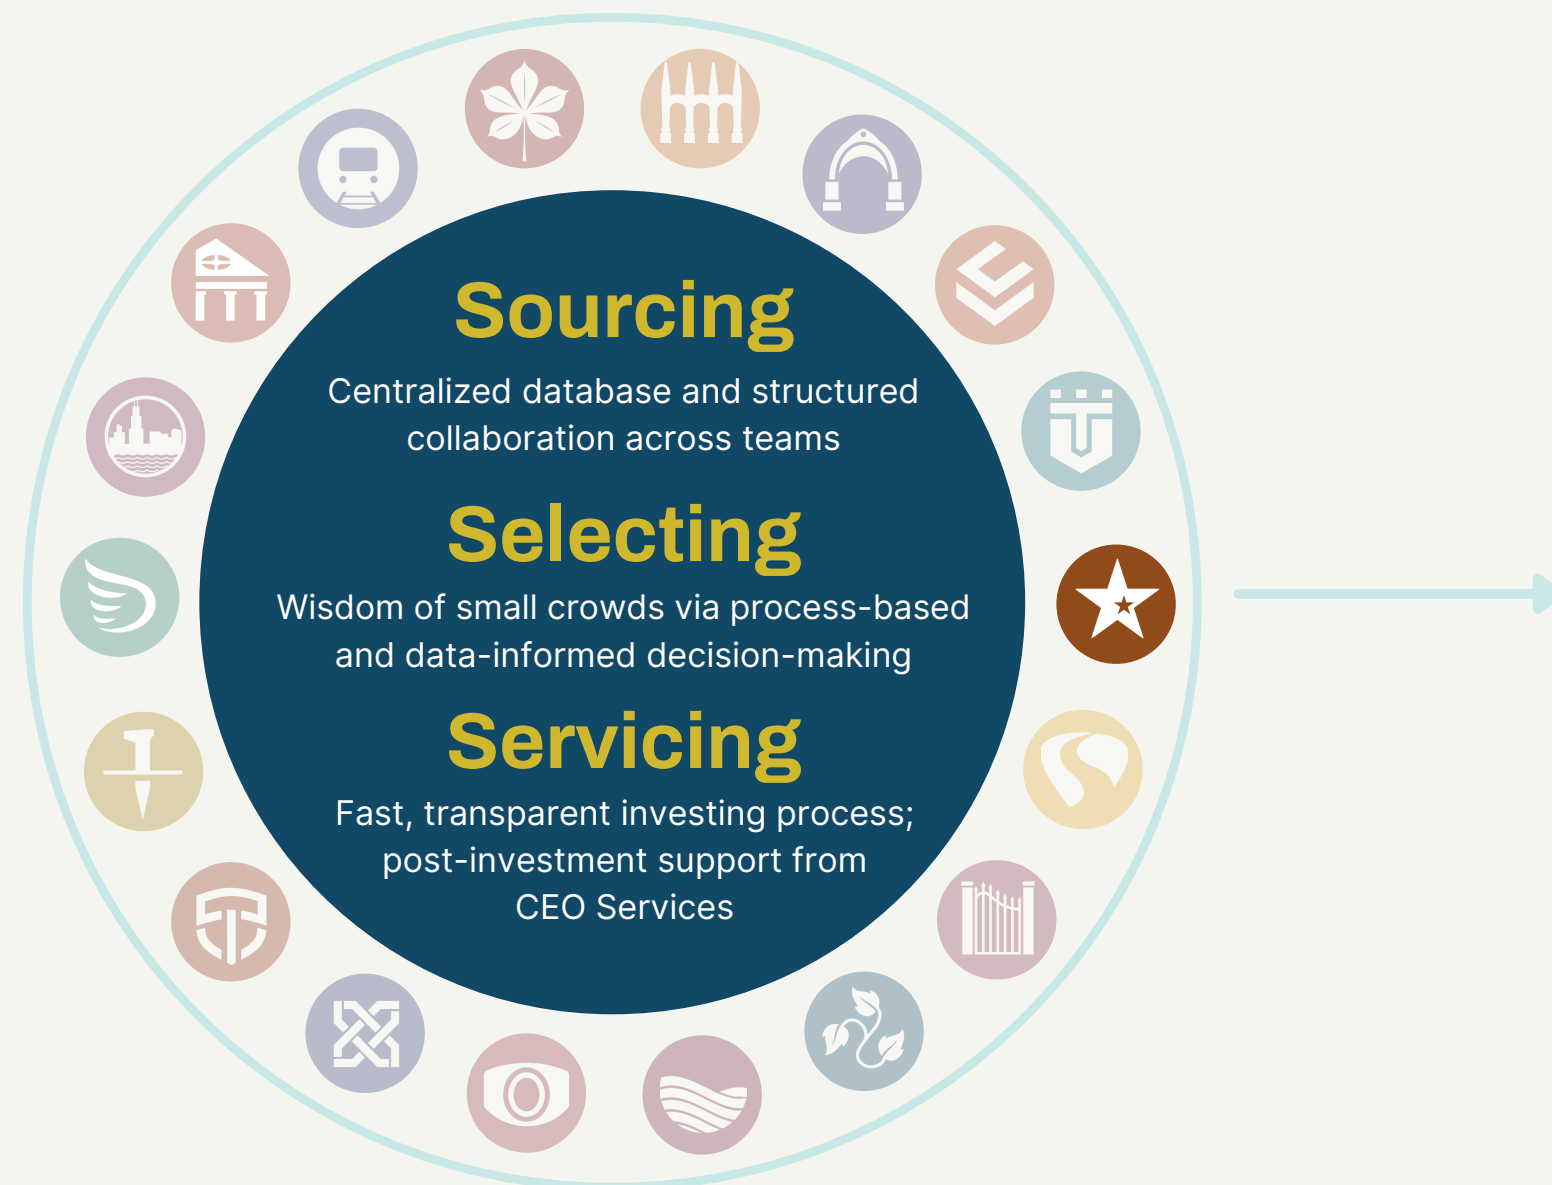 Sourcing
Centralized database and structured
collaboration across teams
Selecting
Wisdom of small crowds via process-based
and data-informed decision-making
Servicing
Fast, transparent investing process;
post-investment support from
CEO Services